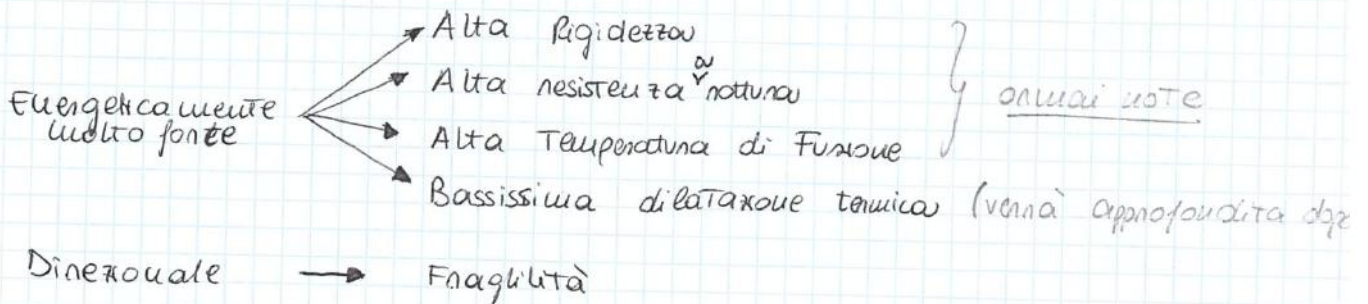 Alta Rigidezza
Alta resistenza a rottura
Energeticamente
molto forte
ormai note
Alta Temperatura di Fusione
Bassissima dilatazione termica (verrà approfondita dopo
Direzionale → Fragilità